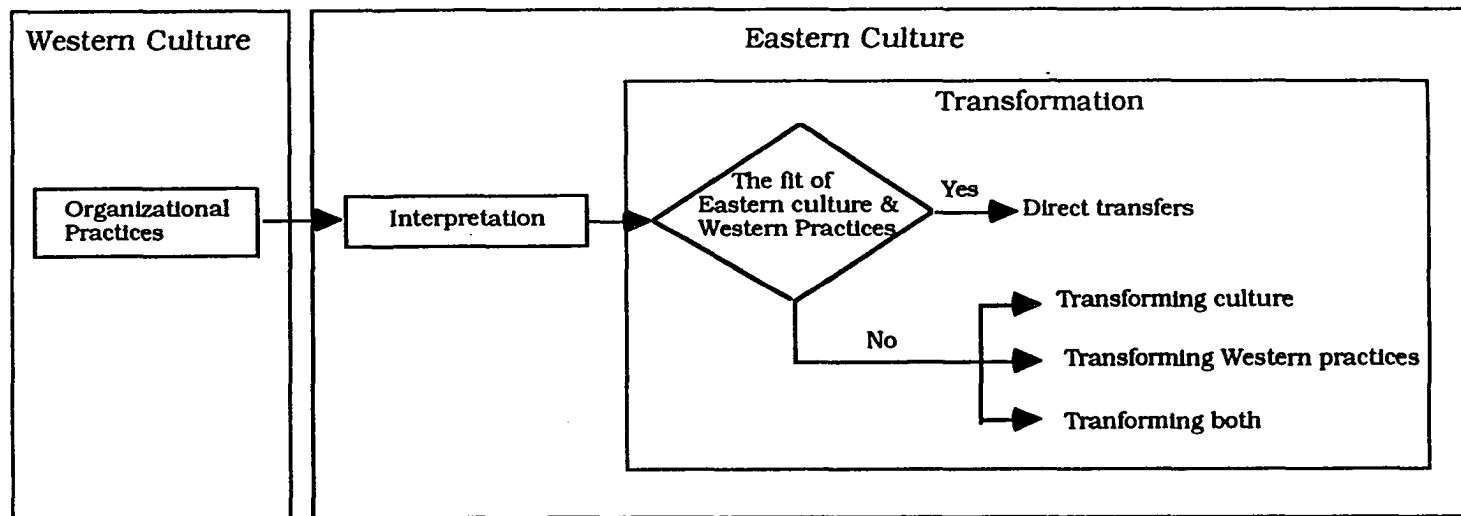 Western Culture
Eastern Culture
Transformation
Organizational
Practices
Interpretation
The fit of
Eastern culture &
Western Practices
Yes
Direct transfers
No
Transforming culture
Transforming Western practices
Tranforming both